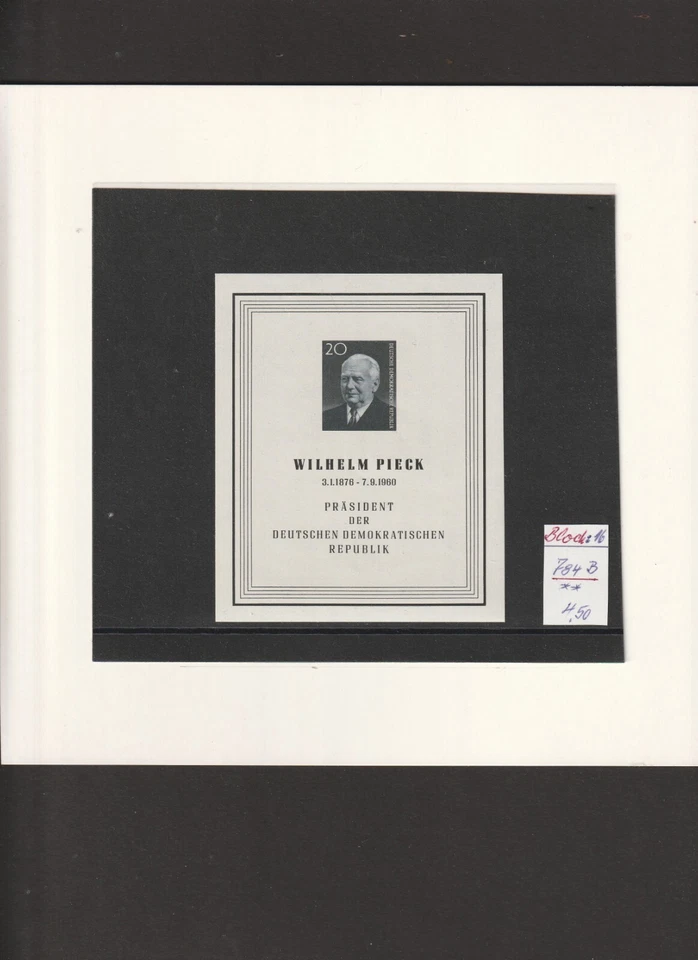 20
DEUTSCHE DEMOKRATISCHE REPUBLIK
WILHELM PIECK
3.1.1876 - 7.9.1960
PRÄSIDENT
DER
DEUTSCHEN DEMOKRATISCHEN
REPUBLIK
Block 16
784 B
**
4,50